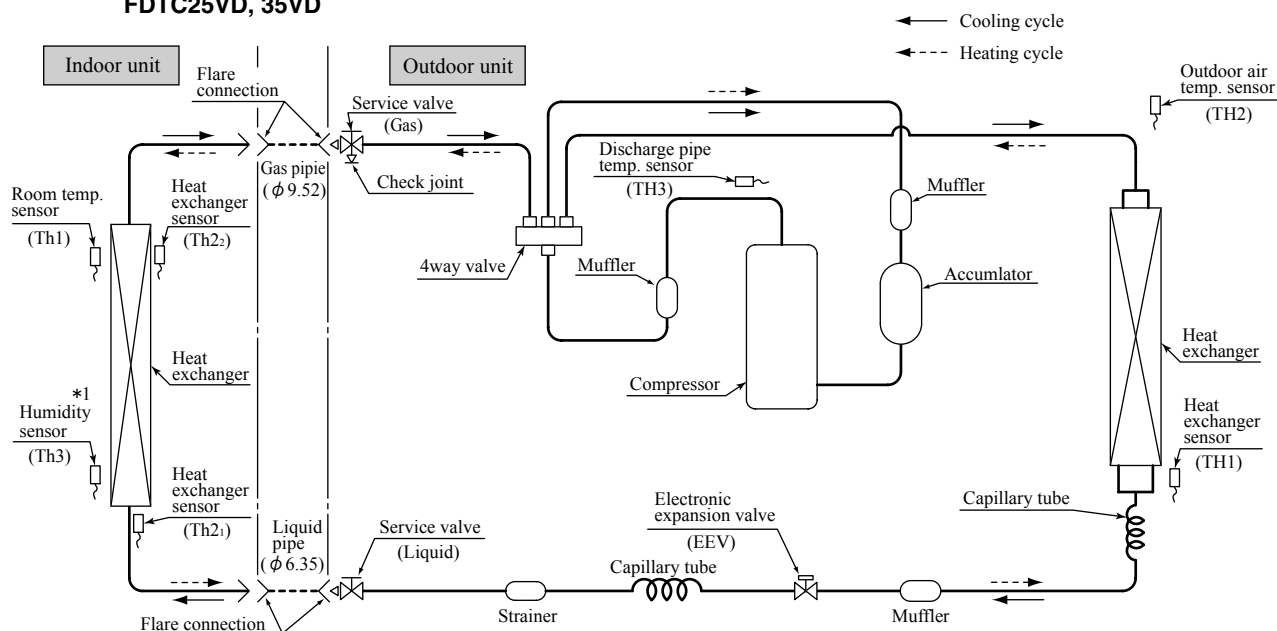 FDTC25VD, 35VD
Cooling cycle
Heating cycle
Indoor unit
Outdoor unit
Flare
connection
Service valve
(Gas)
Outdoor air
temp. sensor
(TH2)
Gas pipie
(ϕ 9.52)
Check joint
Discharge pipe
temp. sensor
(TH3)
Muffler
Room temp.
sensor
(Th1)
Heat
exchanger
sensor
(Th2₂)
4way valve
Muffler
Accumlator
Heat
exchanger
Compressor
Heat
exchanger
*1
Humidity
sensor
(Th3)
Heat
exchanger
sensor
(TH1)
Heat
exchanger
sensor
(Th2₁)
Liquid
pipe
(ϕ 6.35)
Service valve
(Liquid)
Electronic
expansion valve
(EEV)
Capillary tube
Capillary tube
Strainer
Muffler
Flare connection